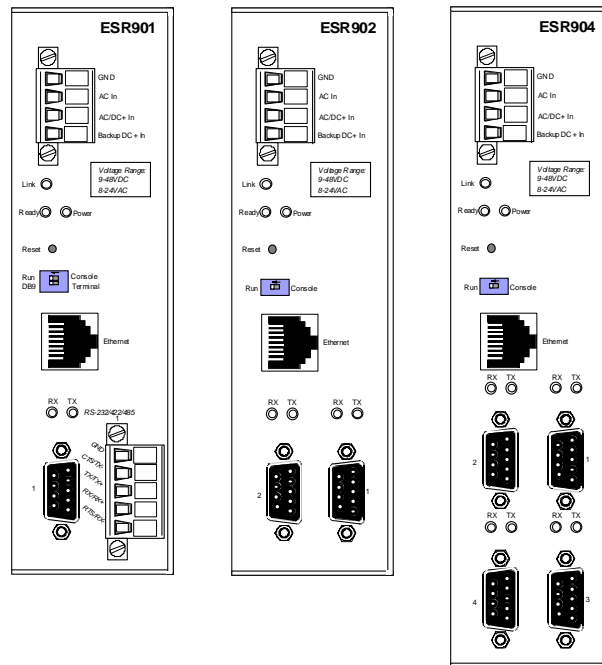 ESR901
GND
AC In
AC/DC+ In
Backup DC + In
Voltage Range:
9-48VDC
8-24VAC
Link
Ready
Power
Reset
Run
DB9
Console
Terminal
Ethernet
RX TX
RS-232/422/485
1
GND
CTS/TX-
TX/TX+
RX/RX+
RTS/RX-
1
ESR902
GND
AC In
AC/DC+ In
Backup DC + In
Voltage Range:
9-48VDC
8-24VAC
Link
Ready
Power
Reset
Run
Console
Ethernet
RX TX
2
1
ESR904
GND
AC In
AC/DC+ In
Backup DC + In
Voltage Range:
9-48VDC
8-24VAC
Link
Ready
Power
Reset
Run
Console
Ethernet
RX TX
RX TX
2
1
RX TX
RX TX
4
3